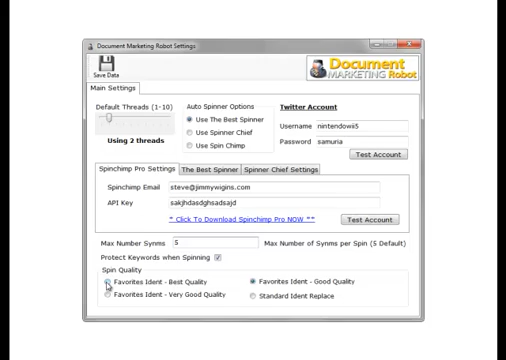 Document Marketing Robot Settings
Save Data
Document
MARKETING ROBOT
Main Settings
Default Threads (1-10)
Using 2 threads
Auto Spinner Options
Use The Best Spinner
Use Spinner Chief
Use Spin Chimp
Twitter Account
Username nintendowii5
Password samuria
Test Account
Spinchimp Pro Settings The Best Spinner Spinner Chief Settings
Spinchimp Email steve@jimmywigins.com
API Key sakjhdasdghsadsajd
* Click To Download Spinchimp Pro NOW ** Test Account
Max Number Synms 5 Max Number of Synms per Spin (5 Default)
Protect Keywords when Spinning
Spin Quality
Favorites Ident - Best Quality Favorites Ident - Good Quality
Favorites Ident - Very Good Quality Standard Ident Replace